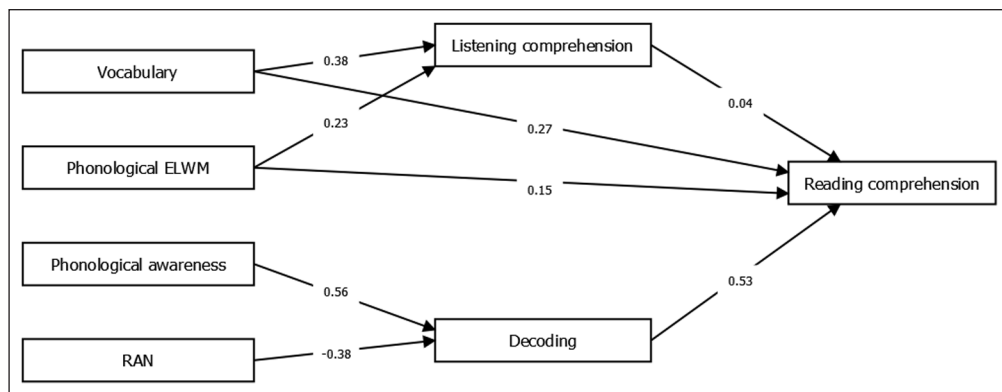 Listening comprehension
Vocabulary
0.38
0.04
0.23
0.27
Phonological ELWM
Reading comprehension
0.15
Phonological awareness
0.56
0.53
Decoding
RAN
-0.38